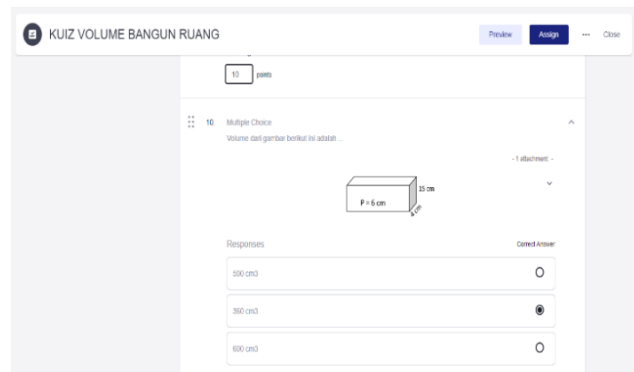 KUIZ VOLUME BANGUN RUANG
Preview
Assign
Close
10 points
10 Multiple Choice
Volume dari gambar berikut ini adalah ...
- 1 attachment -
15 cm
P = 6 cm
4 cm
Responses
Correct Answer
500 cm3
360 cm3
600 cm3